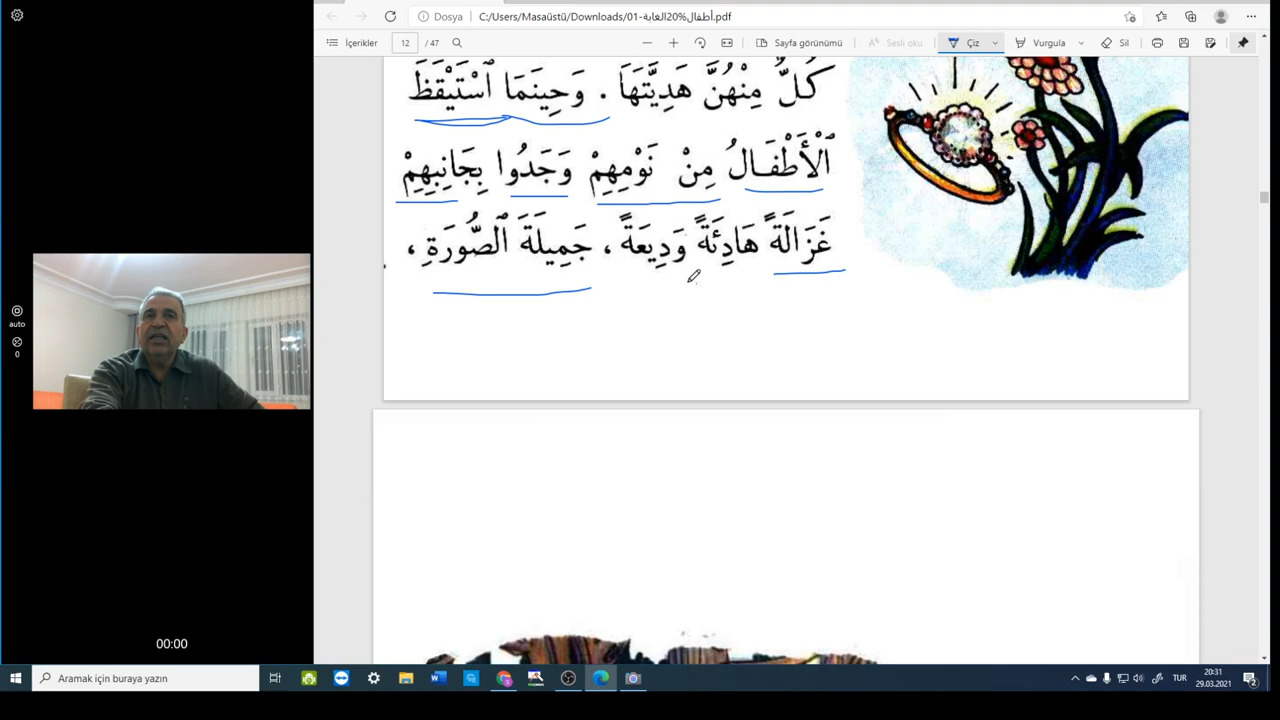 Dosya
C:/Users/Masaüstü/Downloads/01-أطفال%20الغابة.pdf
İçerikler
12
/ 47
Sayfa görünümü
Sesli oku
Çiz
Vurgula
Sil
كُلٌّ مِنْهُنَّ هَدِيَّتَهَا . وَحِينَمَا ٱسْتَيْقَظَ
ٱلْأَطْفَالُ مِنْ نَوْمِهِمْ وَجَدُوا بِجَانِبِهِمْ
غَزَالَةً هَادِئَةً وَدِيعَةً ، جَمِيلَةَ ٱلصُّورَةِ ،
auto
0
00:00
Aramak için buraya yazın
TUR
20:31
29.03.2021
2